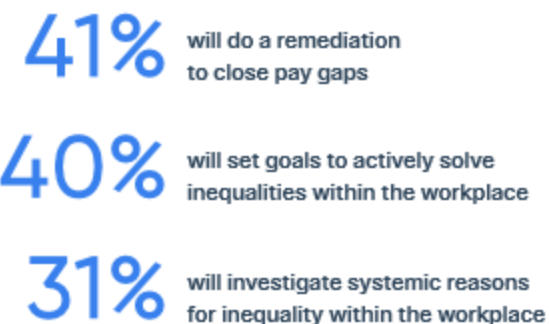 41%
will do a remediation
to close pay gaps
40%
will set goals to actively solve
inequalities within the workplace
31%
will investigate systemic reasons
for inequality within the workplace